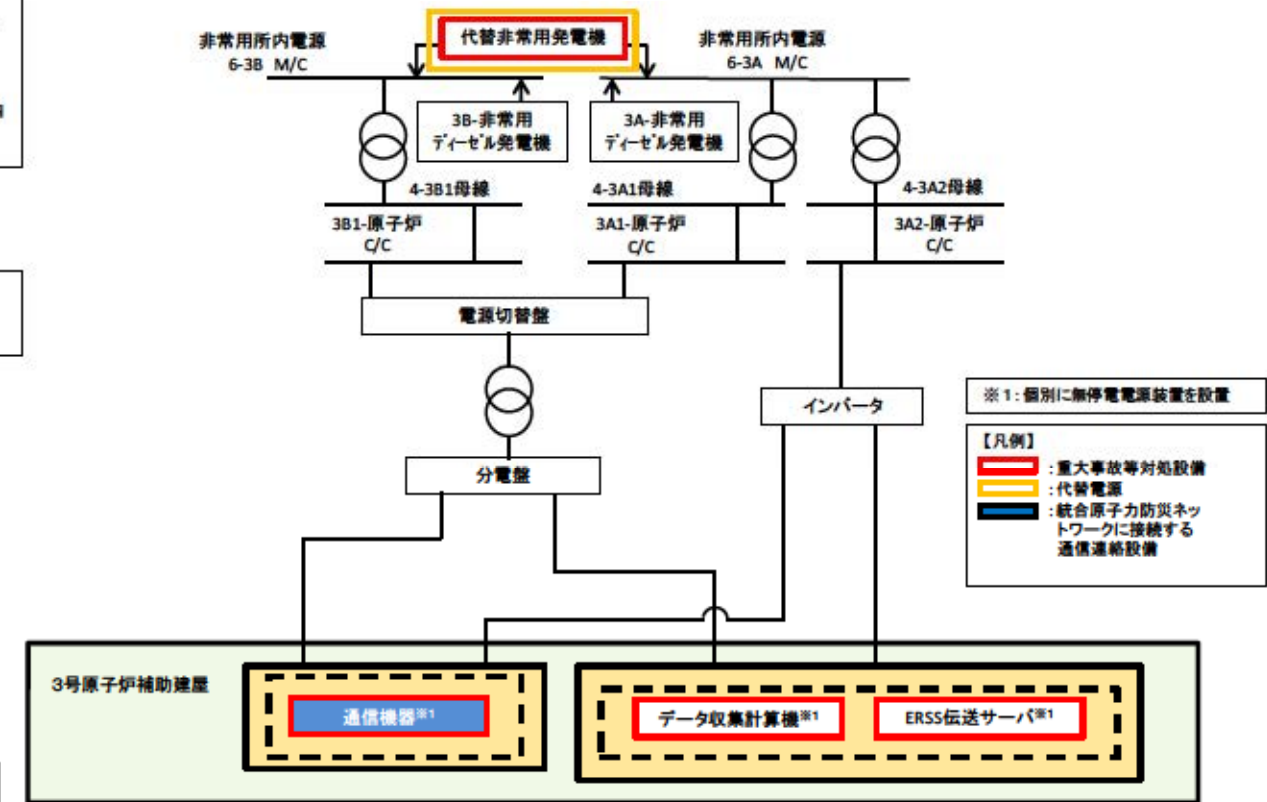 代替非常用発電機
非常用所内電源
6-3B M/C
非常用所内電源
6-3A M/C
3B-非常用
ディーゼル発電機
3A-非常用
ディーゼル発電機
4-3B1母線
4-3A1母線
4-3A2母線
3B1-原子炉
C/C
3A1-原子炉
C/C
3A2-原子炉
C/C
電源切替盤
インバータ
分電盤
※1:個別に無停電電源装置を設置
【凡例】
:重大事故等対処設備
:代替電源
:統合原子力防災ネッ
トワークに接続する
通信連絡設備
3号原子炉補助建屋
通信機器※1
データ収集計算機※1
ERSS伝送サーバ※1